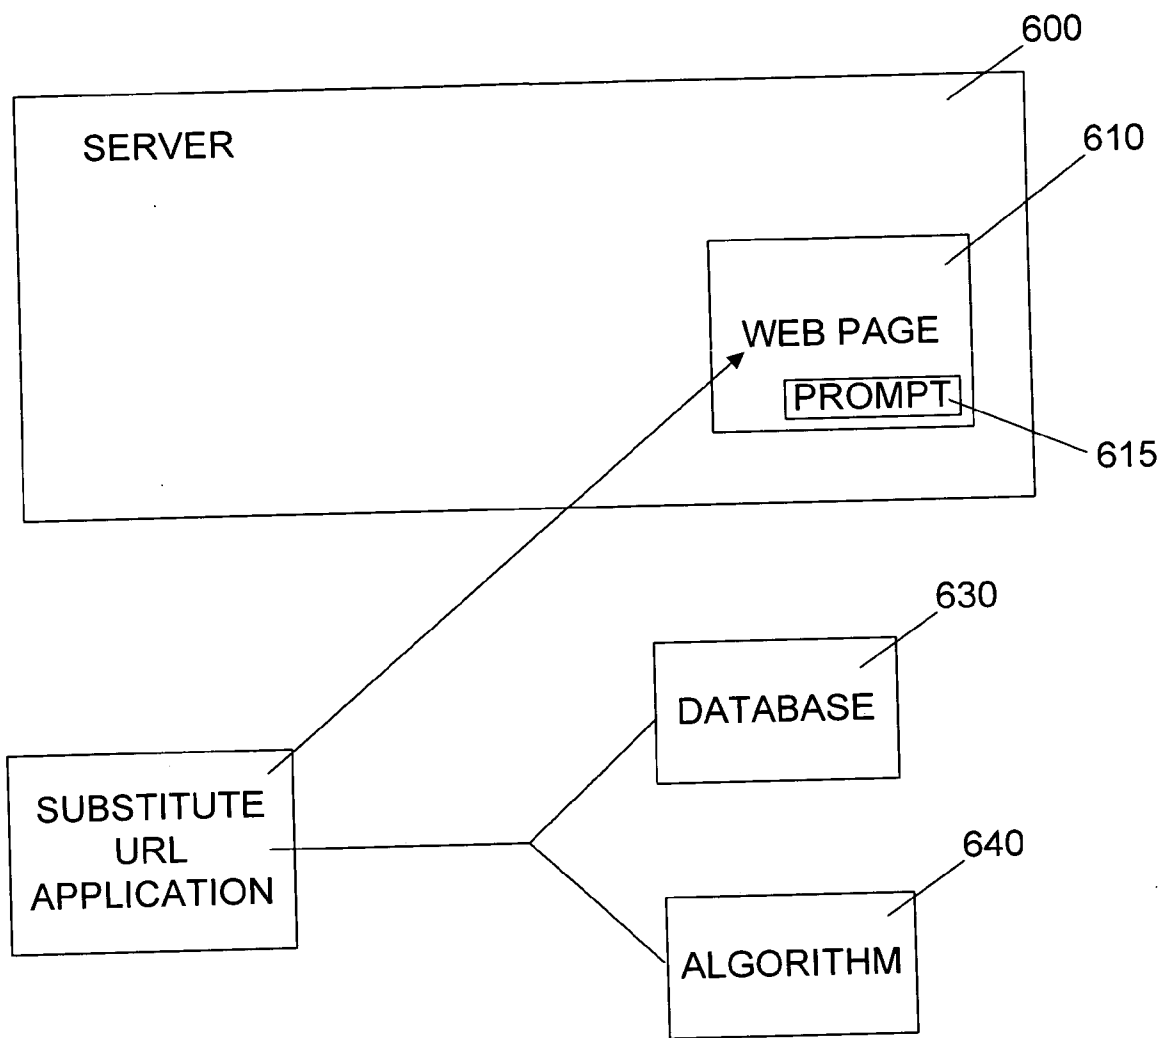 600
SERVER
610
WEB PAGE
PROMPT
615
630
DATABASE
SUBSTITUTE
URL
APPLICATION
640
ALGORITHM